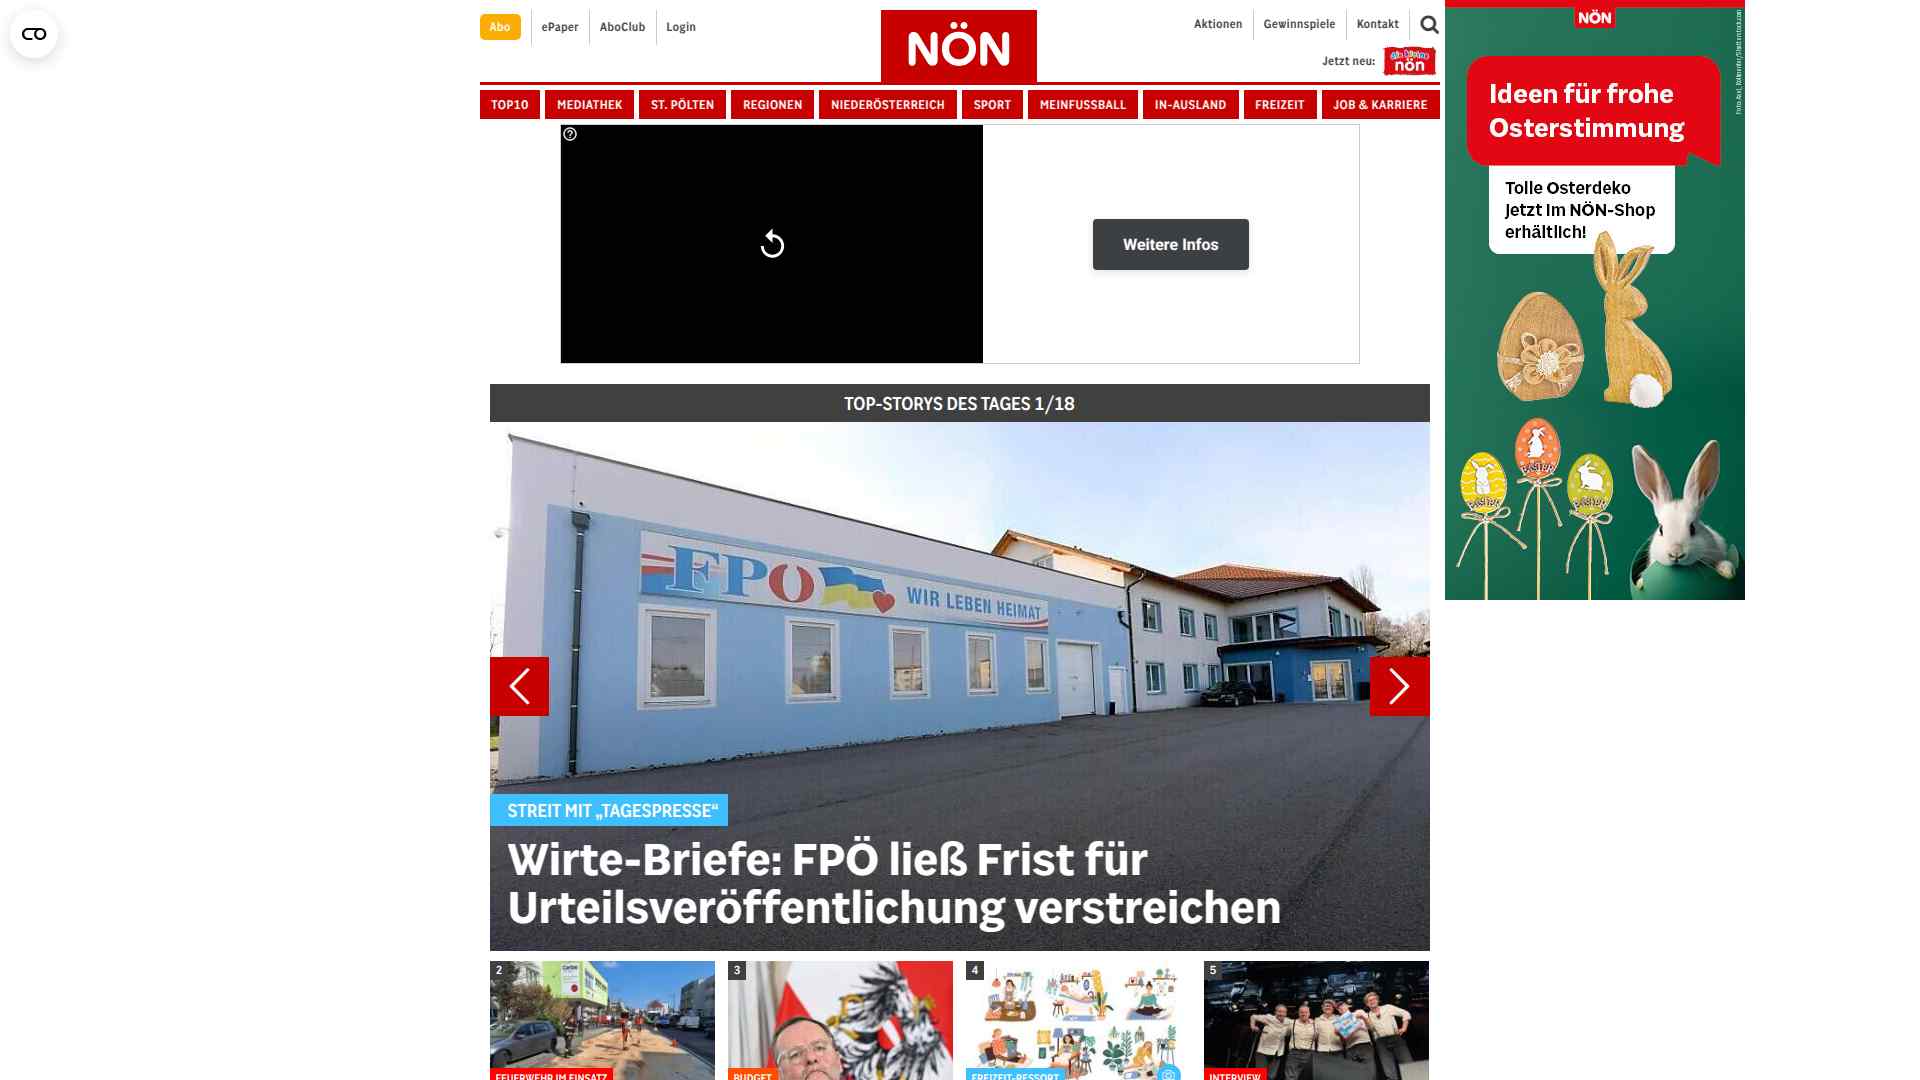 Abo
ePaper
AboClub
Login
NÖN
Aktionen
Gewinnspiele
Kontakt
Jetzt neu:
die kleine
nön
TOP10
MEDIATHEK
ST. PÖLTEN
REGIONEN
NIEDERÖSTERREICH
SPORT
MEINFUSSBALL
IN-AUSLAND
FREIZEIT
JOB & KARRIERE
Weitere Infos
NÖN
Ideen für frohe
Osterstimmung
Tolle Osterdeko
jetzt im NÖN-Shop
erhältlich!
EASTER
EASTER
EASTER
TOP-STORYS DES TAGES 1/18
FPÖ
WIR LEBEN HEIMAT
STREIT MIT „TAGESPRESSE“
Wirte-Briefe: FPÖ ließ Frist für
Urteilsveröffentlichung verstreichen
2
3
4
5
FEUERWEHR IM EINSATZ
BUDGET
FREIZEIT-RESSORT
INTERVIEW